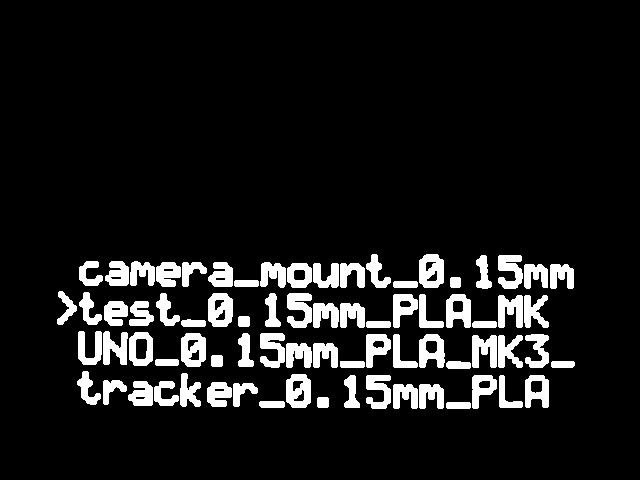 camera_mount_0.15mm
>test_0.15mm_PLA_MK
UNO_0.15mm_PLA_MK3_
tracker_0.15mm_PLA